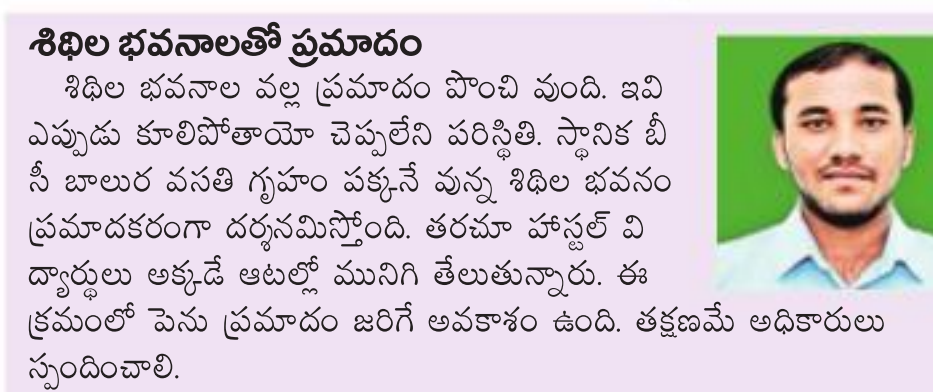 శిథిల భవనాలతో ప్రమాదం
శిథిల భవనాల వల్ల ప్రమాదం పొంచి వుంది. ఇవి
ఎప్పుడు కూలిపోతాయో చెప్పలేని పరిస్థితి. స్థానిక బీ
సీ బాలుర వసతి గృహం పక్కనే వున్న శిథిల భవనం
ప్రమాదకరంగా దర్శనమిస్తోంది. తరచూ హాస్టల్ వి
ద్యార్థులు అక్కడే ఆటల్లో మునిగి తేలుతున్నారు. ఈ
క్రమంలో పెను ప్రమాదం జరిగే అవకాశం ఉంది. తక్షణమే అధికారులు
స్పందించాలి.